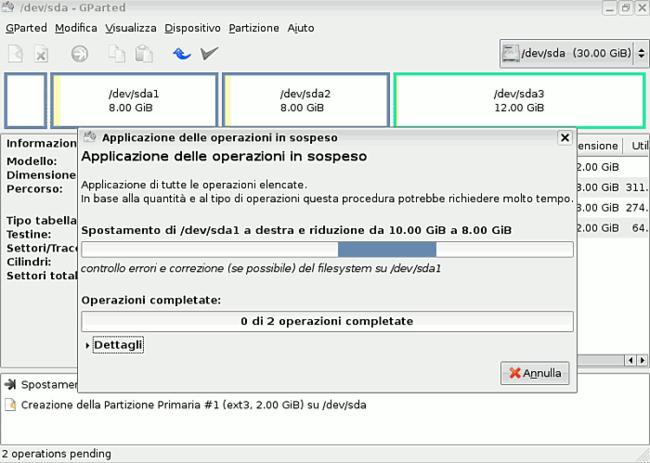 /dev/sda - GParted
GParted Modifica Visualizza Dispositivo Partizione Aiuto
/dev/sda (30.00 GiB)
/dev/sda1
8.00 GiB
/dev/sda2
8.00 GiB
/dev/sda3
12.00 GiB
Informazion
Modello:
Dimensione
Percorso:
Tipo tabella
Testine:
Settori/Trac
Cilindri:
Settori total
ensione Util
2.00 GiB
8.00 GiB 311.
8.00 GiB 274.
2.00 GiB 64.
Applicazione delle operazioni in sospeso
Applicazione delle operazioni in sospeso
Applicazione di tutte le operazioni elencate.
In base alla quantità e al tipo di operazioni questa procedura potrebbe richiedere molto tempo.
Spostamento di /dev/sda1 a destra e riduzione da 10.00 GiB a 8.00 GiB
controllo errori e correzione (se possibile) del filesystem su /dev/sda1
Operazioni completate:
0 di 2 operazioni completate
Dettagli
Annulla
Spostamen
Creazione della Partizione Primaria #1 (ext3, 2.00 GiB) su /dev/sda
2 operations pending